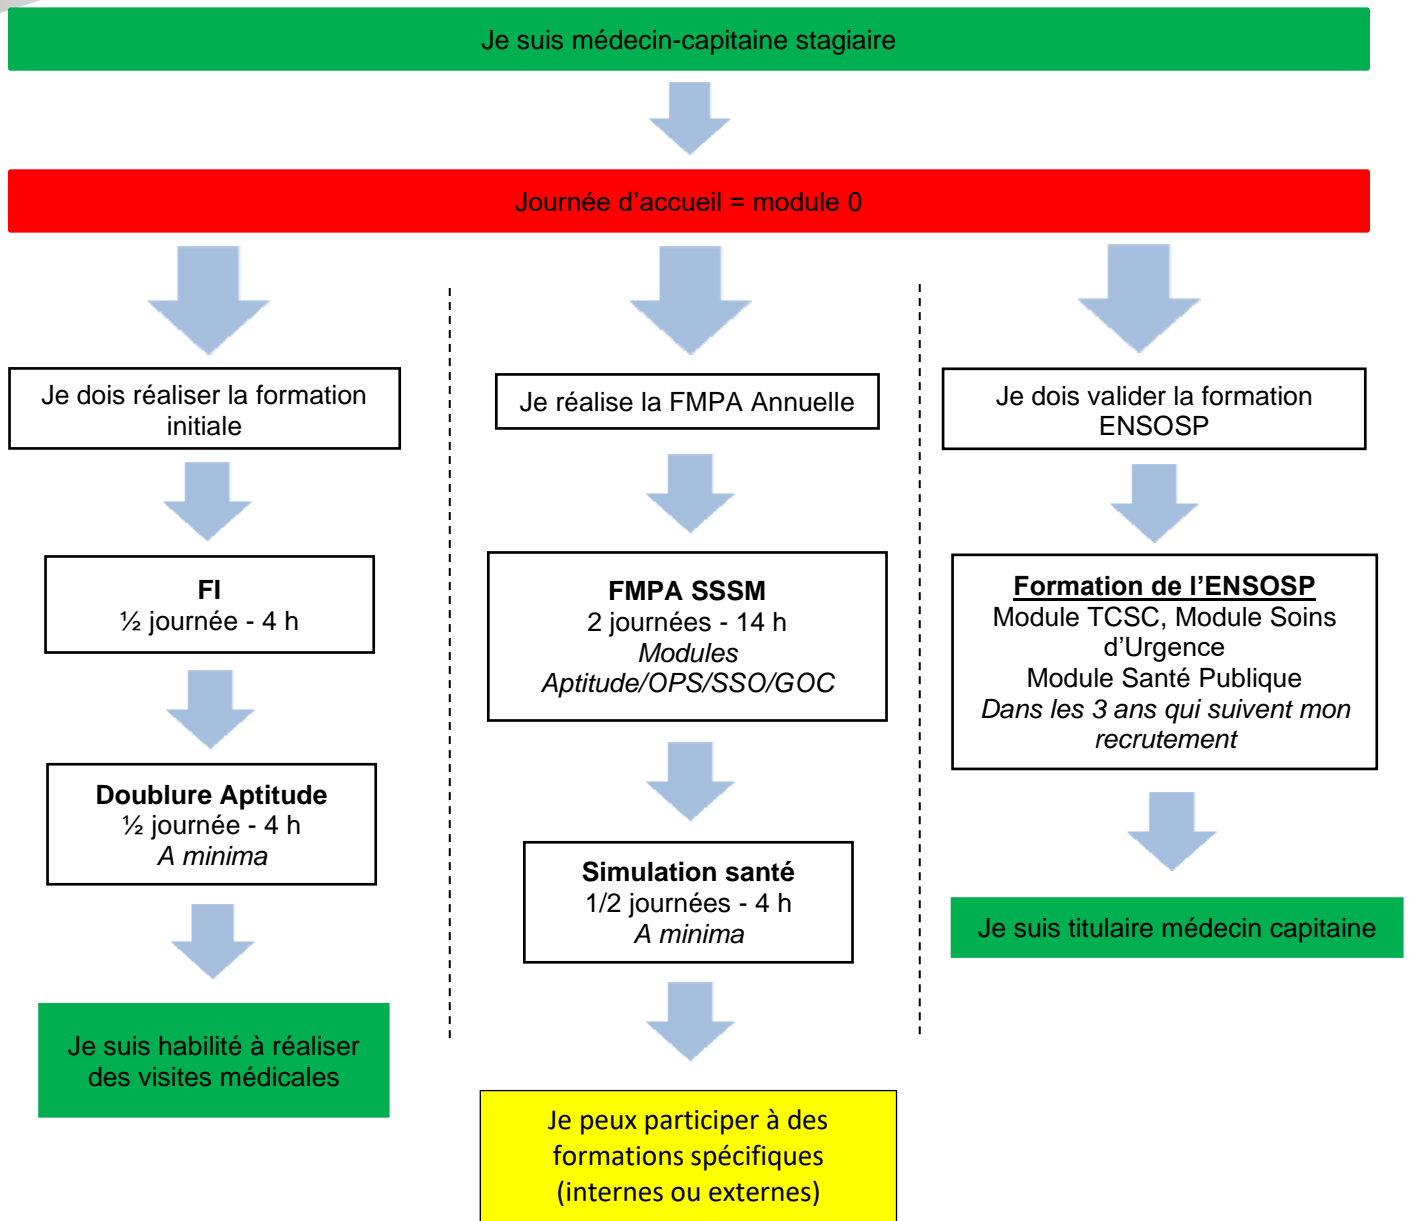 Je suis médecin-capitaine stagiaire
Journée d'accueil = module 0
Je dois réaliser la formation
initiale
FI
½ journée - 4 h
Doublure Aptitude
½ journée - 4 h
A minima
Je suis habilité à réaliser
des visites médicales
Je réalise la FMPA Annuelle
FMPA SSSM
2 journées - 14 h
Modules
Aptitude/OPS/SSO/GOC
Simulation santé
1/2 journées - 4 h
A minima
Je peux participer à des
formations spécifiques
(internes ou externes)
Je dois valider la formation
ENSOSP
Formation de l'ENSOSP
Module TCSC, Module Soins
d'Urgence
Module Santé Publique
Dans les 3 ans qui suivent mon
recrutement
Je suis titulaire médecin capitaine